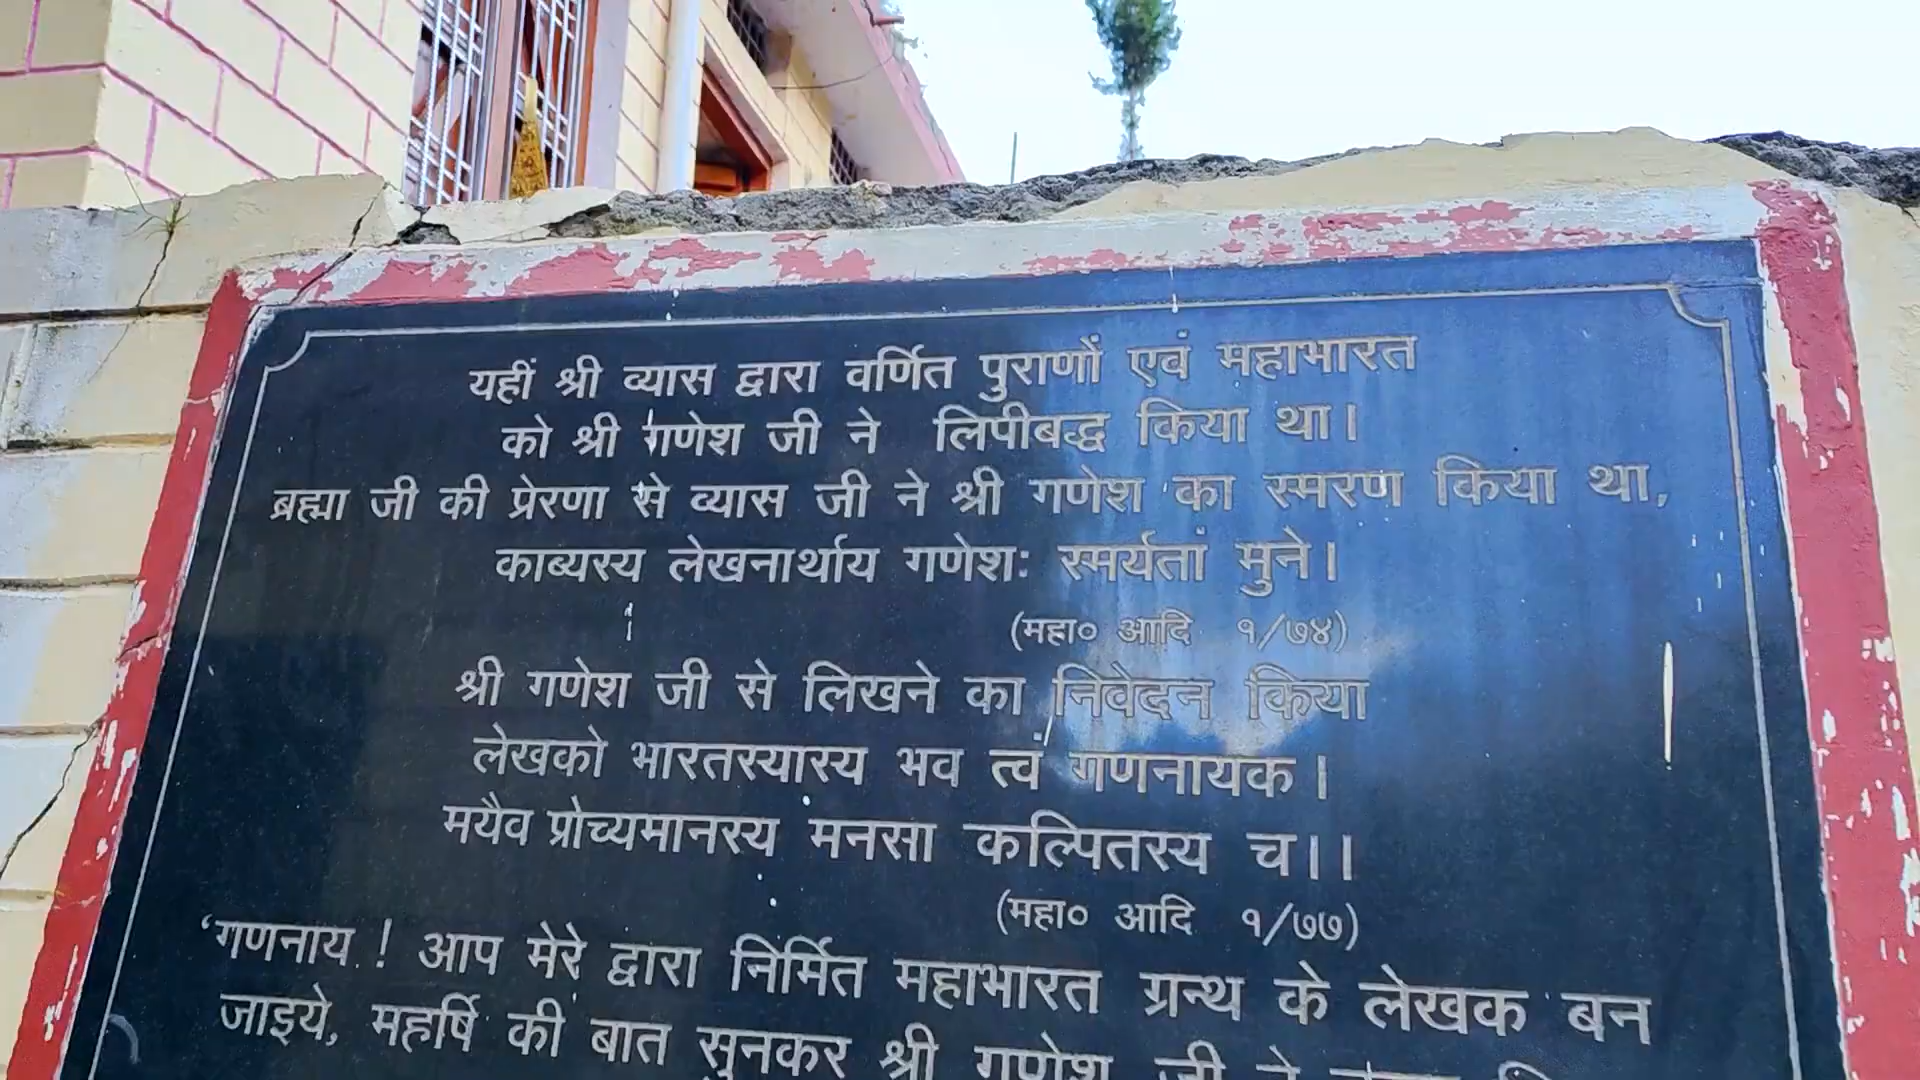 यहीं श्री व्यास द्वारा वर्णित पुराणों एवं महाभारत
को श्री गणेश जी ने लिपीबद्ध किया था।
ब्रह्मा जी की प्रेरणा से व्यास जी ने श्री गणेश का स्मरण किया था,
काब्यस्य लेखनार्थाय गणेशः स्मर्यतां मुने।
(महा० आदि १/७४)
श्री गणेश जी से लिखने का निवेदन किया
लेखको भारतस्यास्य भव त्वं गणनायक।
मयैव प्रोच्यमानस्य मनसा कल्पितस्य च।।
(महा० आदि १/७७)
‘गणनाय ! आप मेरे द्वारा निर्मित महाभारत ग्रन्थ के लेखक बन
जाइये, महर्षि की बात सुनकर श्री गणेश जी ने